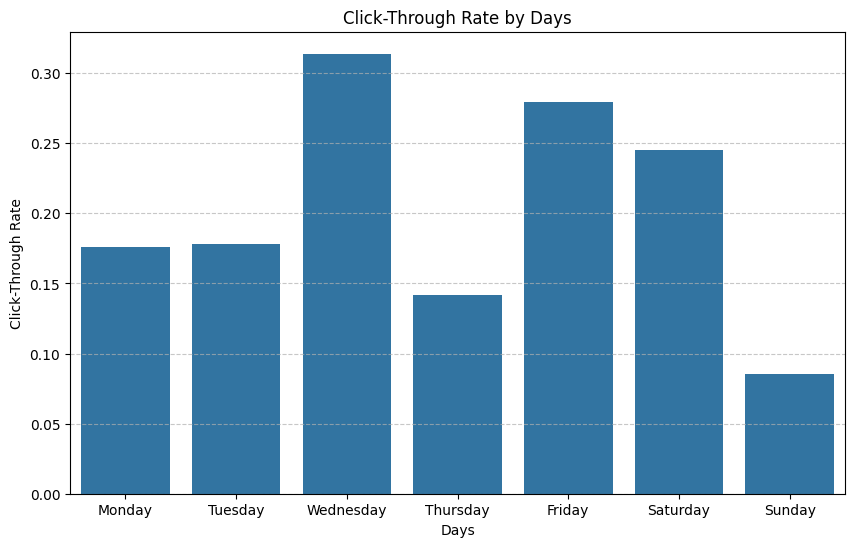 Click-Through Rate by Days
Click-Through Rate
0.30
0.25
0.20
0.15
0.10
0.05
0.00
Monday Tuesday Wednesday Thursday Friday Saturday Sunday
Days